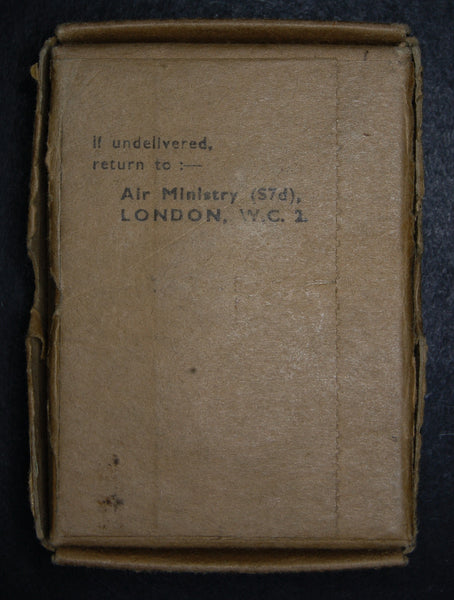 If undelivered,
return to :—
Air Ministry (S7d),
LONDON, W.C. 2.